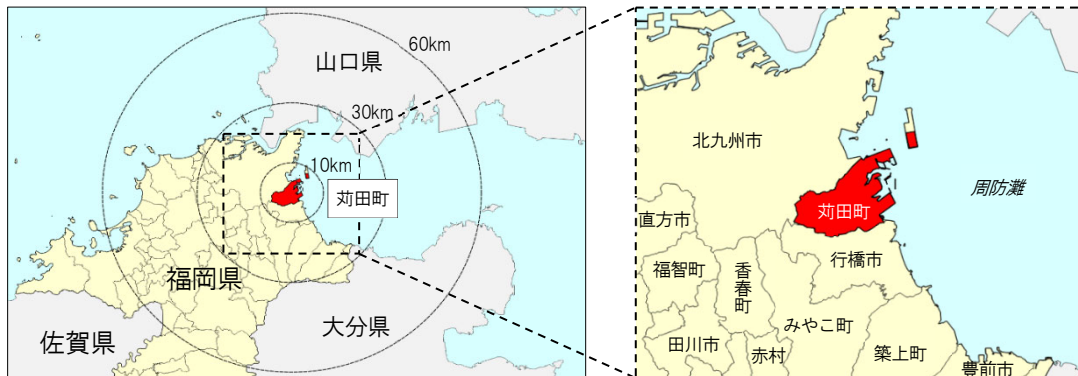 60km
山口県
30km
10km
苅田町
福岡県
佐賀県
大分県
北九州市
周防灘
苅田町
直方市
行橋市
福智町
香春町
みやこ町
田川市
赤村
築上町
豊前市